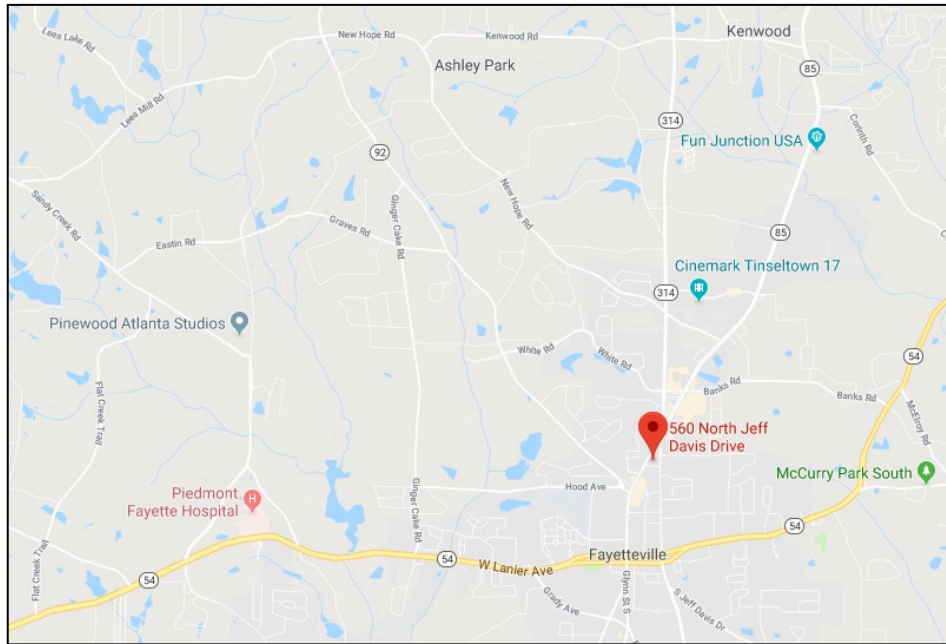 Lees Lake Rd
New Hope Rd
Kenwood Rd
Kenwood
Ashley Park
85
Lees Mill Rd
314
Fun Junction USA
Corinth Rd
92
Sandy Creek Rd
Ginger Cake Rd
New Hope Rd
Graves Rd
85
Eastin Rd
Cinemark Tinseltown 17
314
Pinewood Atlanta Studios
White Rd
White Rd
54
Banks Rd
Banks Rd
Flat Creek Trail
McElroy Rd
560 North Jeff
Davis Drive
McCurry Park South
Ginger Cake Rd
Hood Ave
Piedmont
Fayette Hospital
54
Flat Creek Trail
54
Fayetteville
W Lanier Ave
54
Grady Ave
Glynn St S
S Jeff Davis Dr